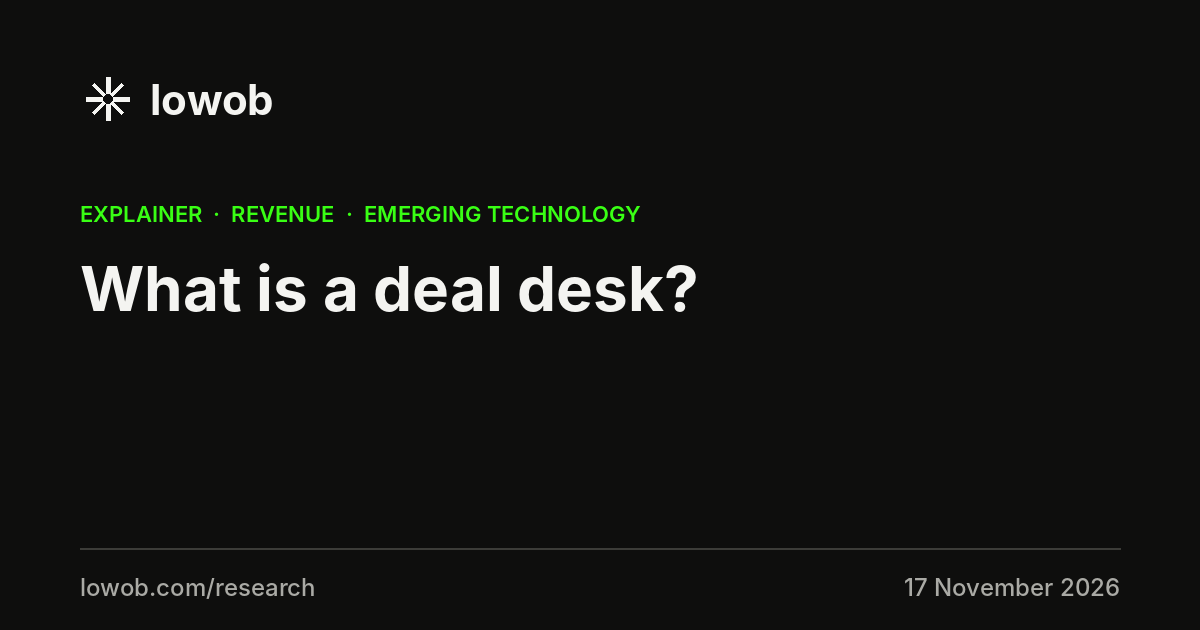 lowob
EXPLAINER · REVENUE · EMERGING TECHNOLOGY
What is a deal desk?
lowob.com/research
17 November 2026